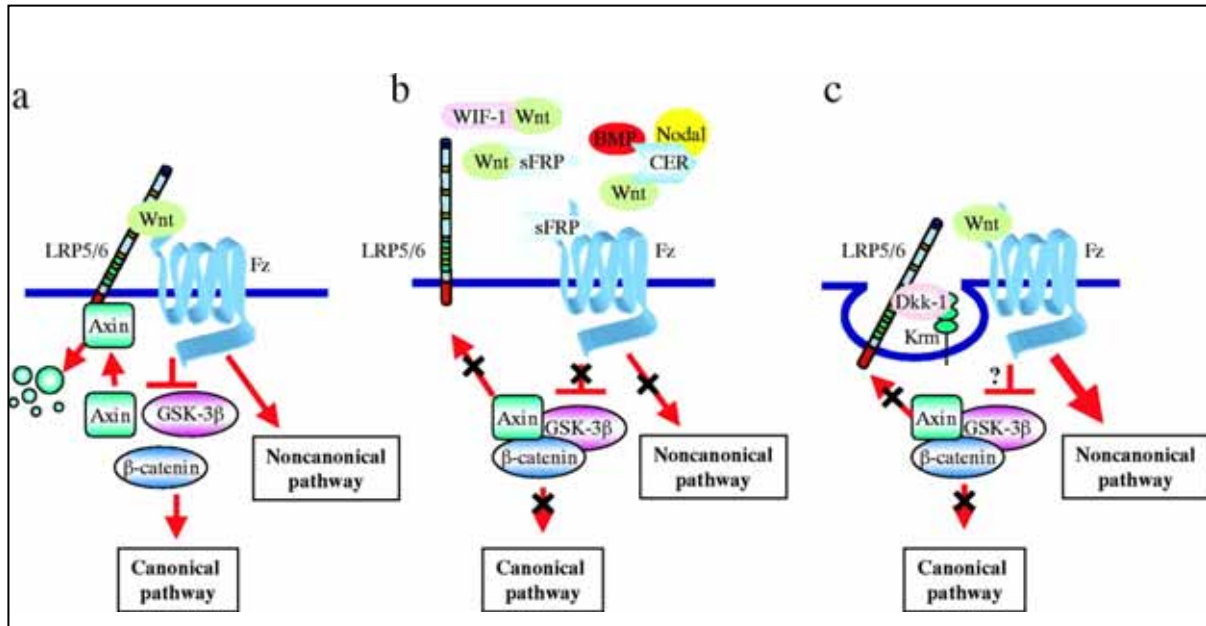 a
LRP5/6
Wnt
Fz
Axin
Axin
GSK-3β
β-catenin
Noncanonical
pathway
Canonical
pathway
b
WIF-1 Wnt
BMP Nodal
CER
Wnt sFRP
Wnt
sFRP
LRP5/6
Fz
Axin
GSK-3β
β-catenin
Noncanonical
pathway
Canonical
pathway
c
Wnt
LRP5/6
Fz
Dkk-1
Krm
?
Axin
GSK-3β
β-catenin
Noncanonical
pathway
Canonical
pathway